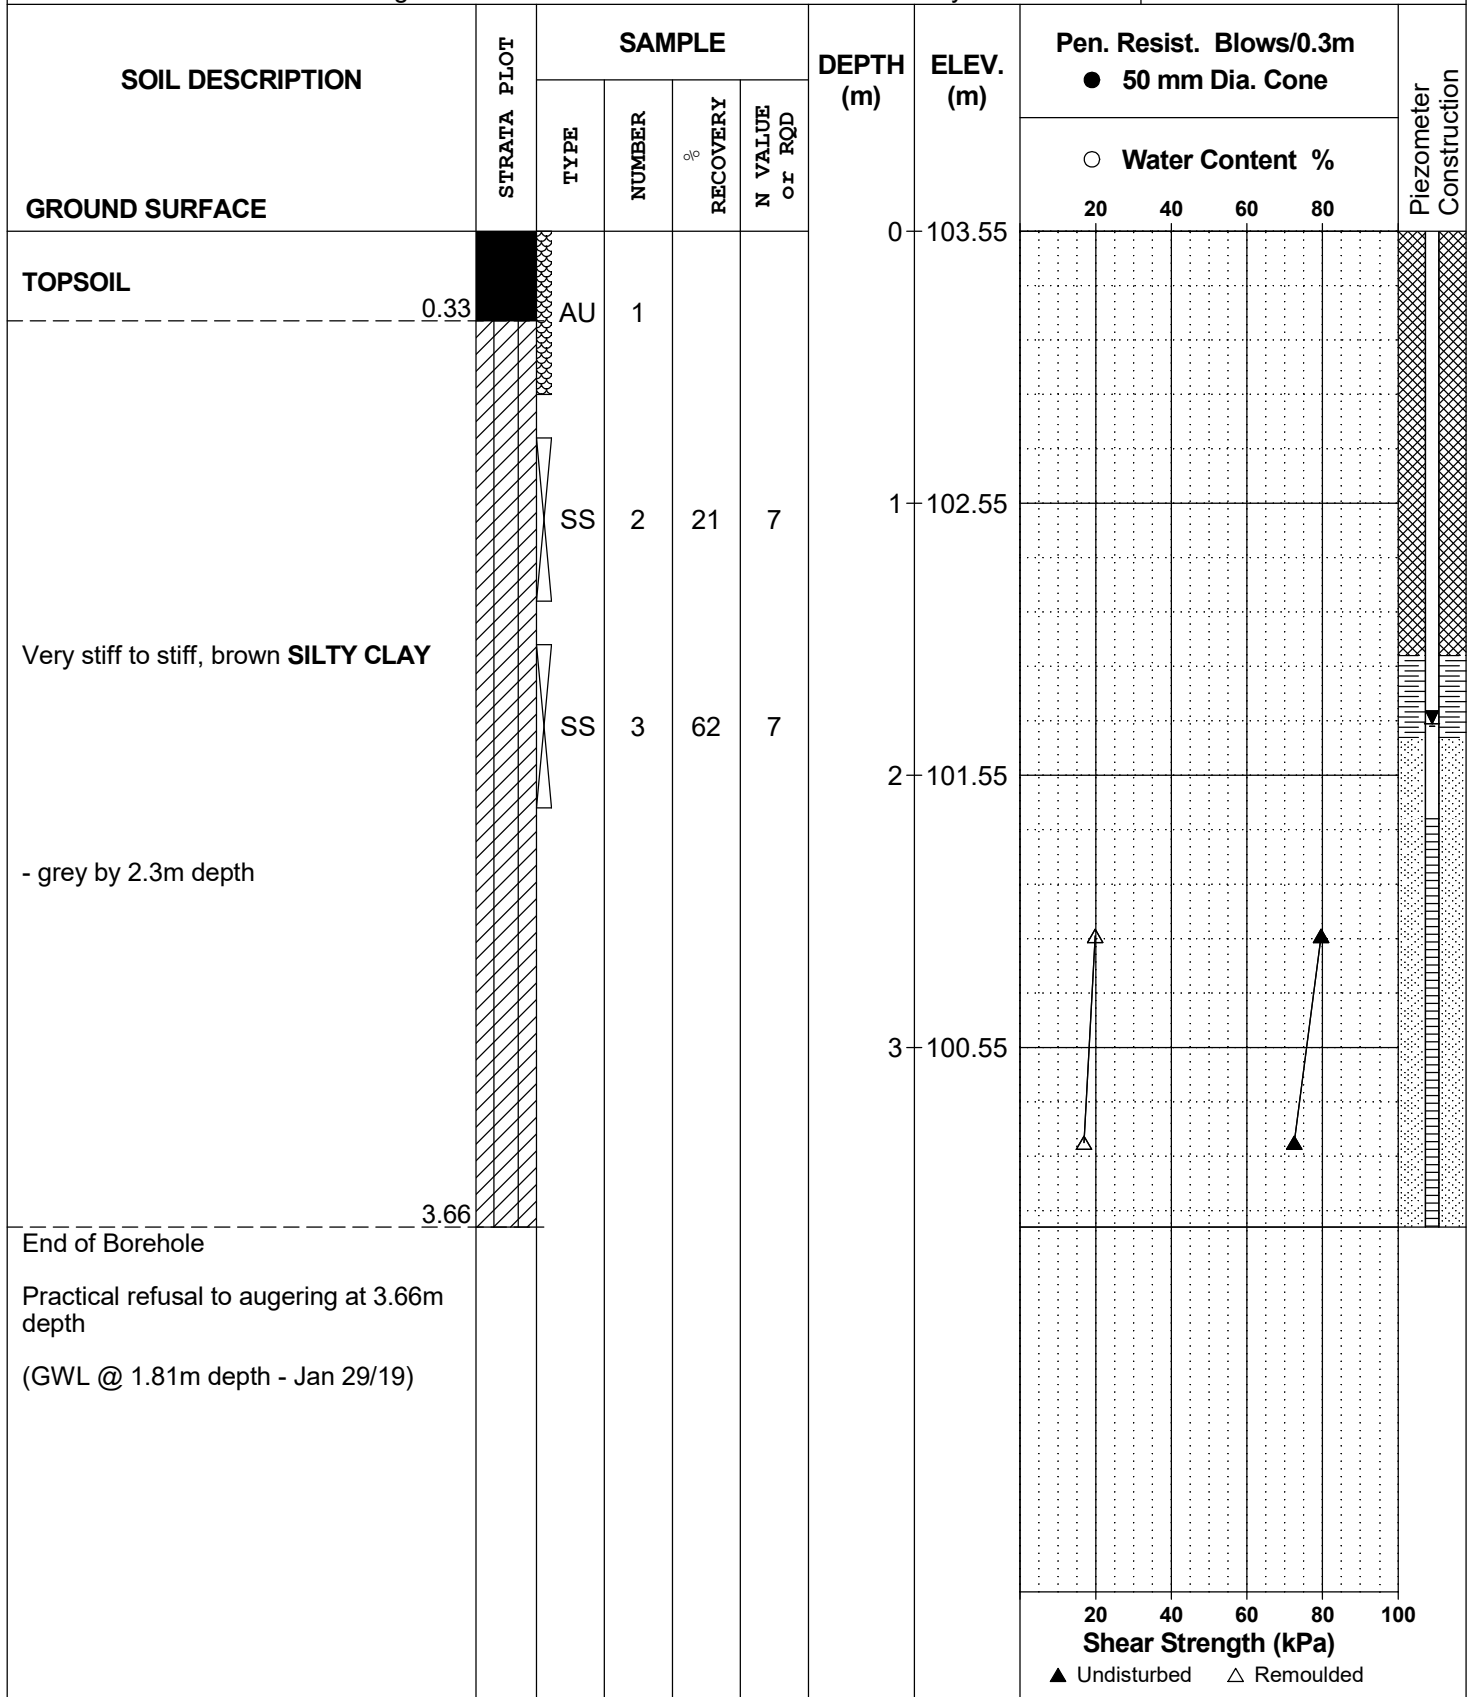 SOIL DESCRIPTION
GROUND SURFACE
STRATA PLOT
SAMPLE
TYPE
NUMBER
%
RECOVERY
N VALUE
or RQD
DEPTH
(m)
ELEV.
(m)
Pen. Resist. Blows/0.3m
● 50 mm Dia. Cone
○ Water Content %
20 40 60 80
Piezometer
Construction
0 103.55
TOPSOIL
0.33
AU 1
1 102.55
SS 2 21 7
Very stiff to stiff, brown SILTY CLAY
SS 3 62 7
2 101.55
- grey by 2.3m depth
3 100.55
3.66
End of Borehole
Practical refusal to augering at 3.66m
depth
(GWL @ 1.81m depth - Jan 29/19)
20 40 60 80 100
Shear Strength (kPa)
▲ Undisturbed △ Remoulded